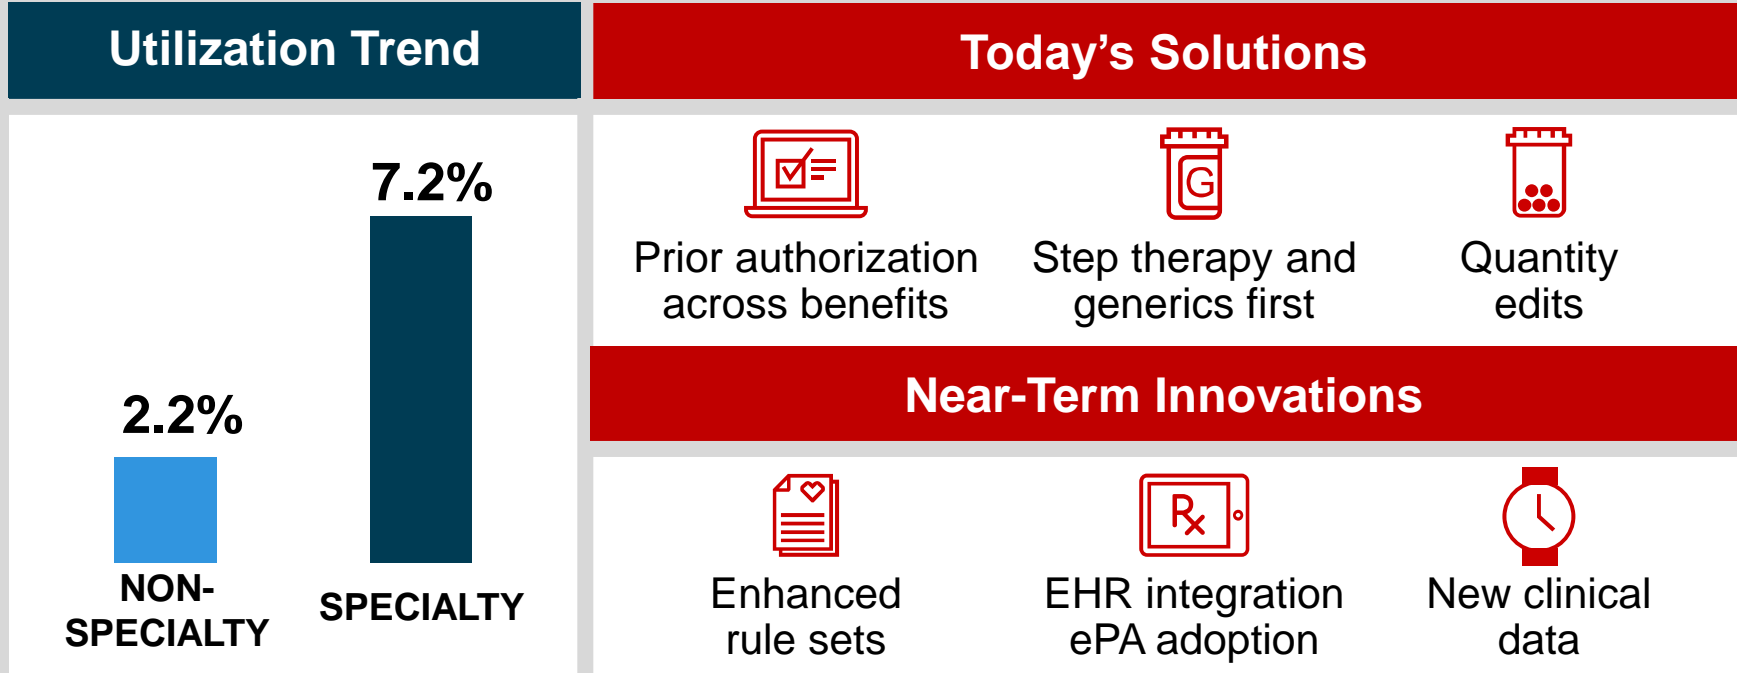 Utilization Trend
7.2%
2.2%
NON-
SPECIALTY
SPECIALTY
Today’s Solutions
G
Prior authorization
across benefits
Step therapy and
generics first
Quantity
edits
Near-Term Innovations
Rx
Enhanced
rule sets
EHR integration
ePA adoption
New clinical
data